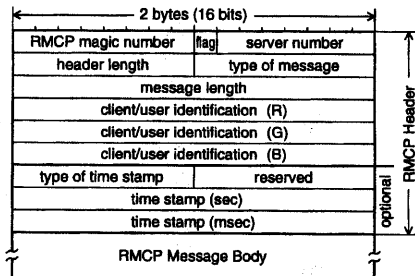 2 bytes (16 bits)
RMCP magic number flag server number
header length type of message
message length
client/user identification (R)
client/user identification (G)
client/user identification (B)
type of time stamp reserved
time stamp (sec)
time stamp (msec)
RMCP Message Body
optional
RMCP Header